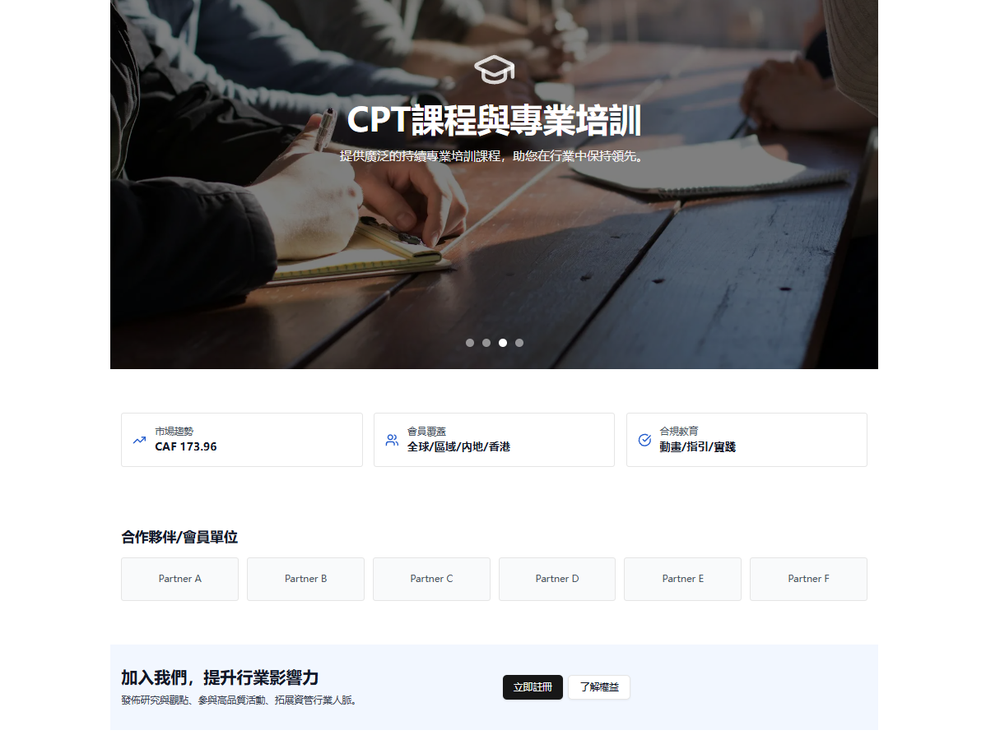 CPT課程與專業培訓
提供廣泛的持續專業培訓課程，助您在行業中保持領先。
市場趨勢
CAF 173.96
會員覆蓋
全球/區域/內地/香港
合規教育
動畫/指引/實踐
合作夥伴/會員單位
Partner A
Partner B
Partner C
Partner D
Partner E
Partner F
加入我們，提升行業影響力
發佈研究與觀點、參與高品質活動、拓展資管行業人脈。
立即註冊
了解權益